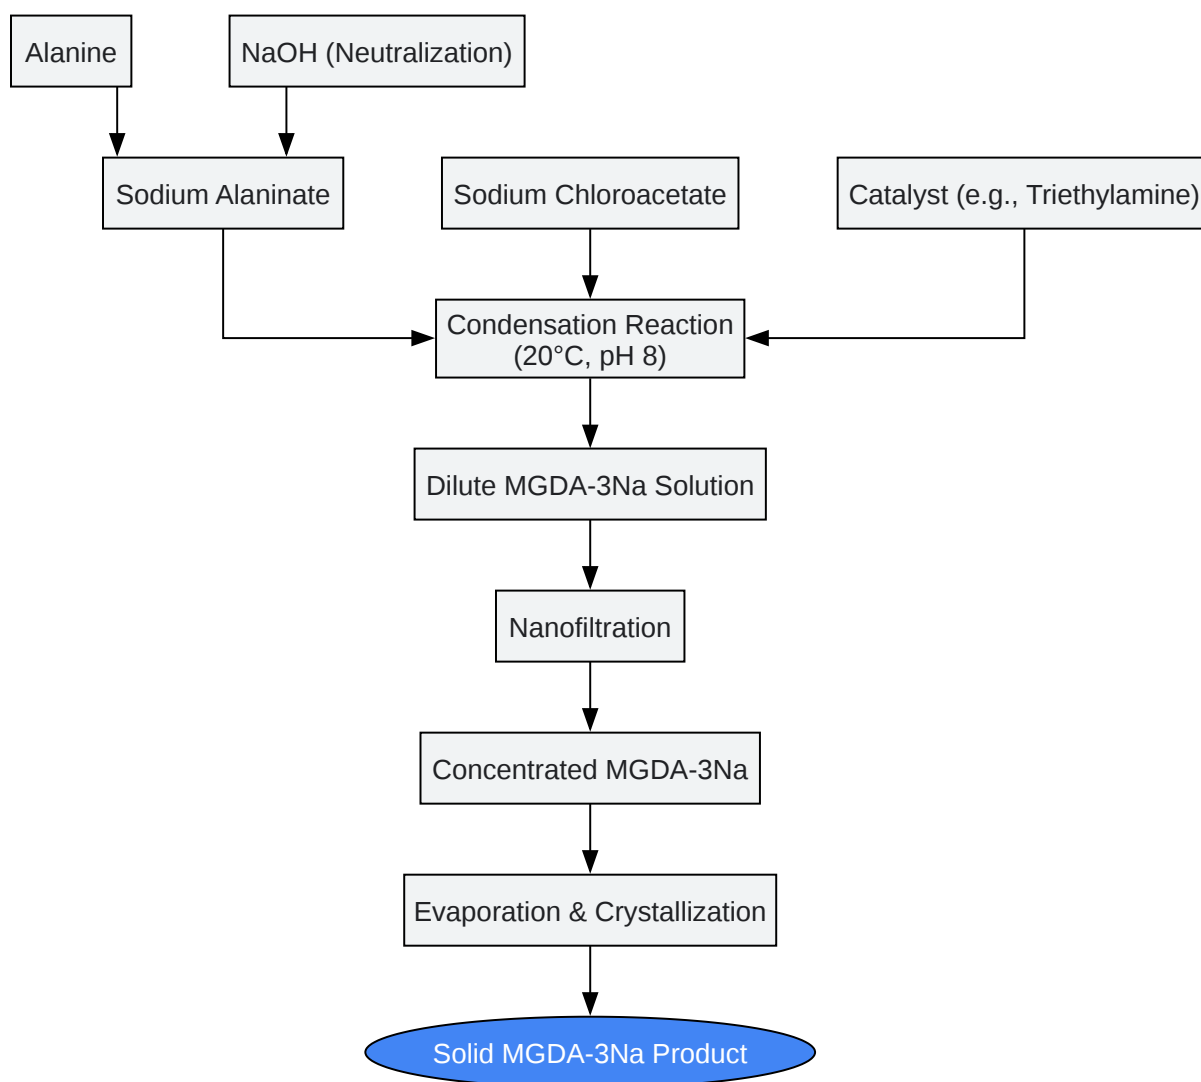 Alanine
NaOH (Neutralization)
Sodium Alaninate
Sodium Chloroacetate
Catalyst (e.g., Triethylamine)
Condensation Reaction
(20°C, pH 8)
Dilute MGDA-3Na Solution
Nanofiltration
Concentrated MGDA-3Na
Evaporation & Crystallization
Solid MGDA-3Na Product